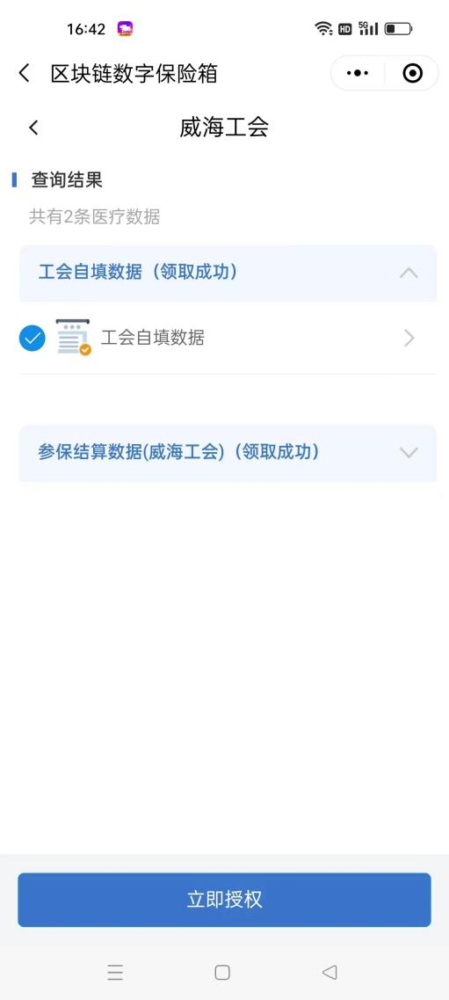 16:42
HD 5G
区块链数字保险箱
威海工会
查询结果
共有2条医疗数据
工会自填数据（领取成功）
工会自填数据
参保结算数据(威海工会)（领取成功）
立即授权